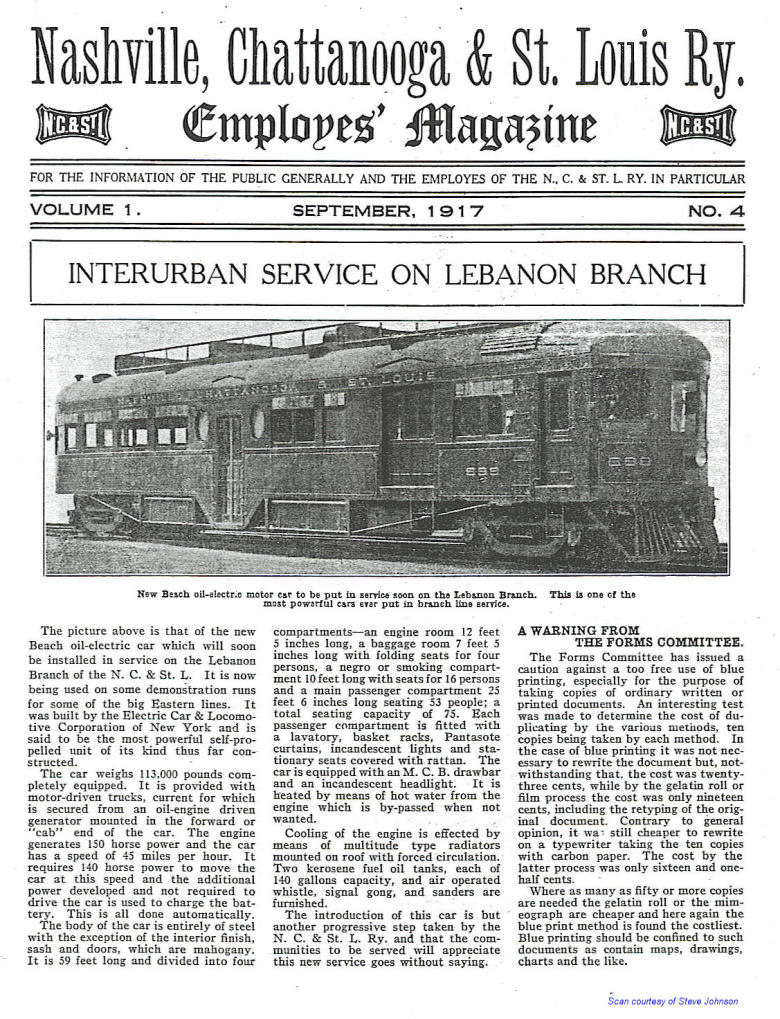 Nashville, Chattanooga & St. Louis Ry.
N.C.&ST.L
Employes' Magazine
N.C.&ST.L
FOR THE INFORMATION OF THE PUBLIC GENERALLY AND THE EMPLOYES OF THE N., C. & ST. L. RY. IN PARTICULAR
VOLUME 1.
SEPTEMBER, 1917
NO. 4
INTERURBAN SERVICE ON LEBANON BRANCH
CHATTANOOGA & ST. LOUIS
New Beach oil-electric motor car to be put in service soon on the Lebanon Branch. This is one of the
most powerful cars ever put in branch line service.
The picture above is that of the new
Beach oil-electric car which will soon
be installed in service on the Lebanon
Branch of the N. C. & St. L. It is now
being used on some demonstration runs
for some of the big Eastern lines. It
was built by the Electric Car & Locomo-
tive Corporation of New York and is
said to be the most powerful self-pro-
pelled unit of its kind thus far con-
structed.
The car weighs 113,000 pounds com-
pletely equipped. It is provided with
motor-driven trucks, current for which
is secured from an oil-engine driven
generator mounted in the forward or
"cab" end of the car. The engine
generates 150 horse power and the car
has a speed of 45 miles per hour. It
requires 140 horse power to move the
car at this speed and the additional
power developed and not required to
drive the car is used to charge the bat-
tery. This is all done automatically.
The body of the car is entirely of steel
with the exception of the interior finish,
sash and doors, which are mahogany.
It is 59 feet long and divided into four
compartments—an engine room 12 feet
5 inches long, a baggage room 7 feet 5
inches long with folding seats for four
persons, a negro or smoking compart-
ment 10 feet long with seats for 16 persons
and a main passenger compartment 25
feet 6 inches long seating 53 people; a
total seating capacity of 75. Each
passenger compartment is fitted with
a lavatory, basket racks, Pantasote
curtains, incandescent lights and sta-
tionary seats covered with rattan. The
car is equipped with an M. C. B. drawbar
and an incandescent headlight. It is
heated by means of hot water from the
engine which is by-passed when not
wanted.
Cooling of the engine is effected by
means of multitude type radiators
mounted on roof with forced circulation.
Two kerosene fuel oil tanks, each of
140 gallons capacity, and air operated
whistle, signal gong, and sanders are
furnished.
The introduction of this car is but
another progressive step taken by the
N. C. & St. L. Ry. and that the com-
munities to be served will appreciate
this new service goes without saying.
A WARNING FROM
THE FORMS COMMITTEE.
The Forms Committee has issued a
caution against a too free use of blue
printing, especially for the purpose of
taking copies of ordinary written or
printed documents. An interesting test
was made to determine the cost of du-
plicating by the various methods, ten
copies being taken by each method. In
the case of blue printing it was not nec-
essary to rewrite the document but, not-
withstanding that, the cost was twenty-
three cents, while by the gelatin roll or
film process the cost was only nineteen
cents, including the retyping of the orig-
inal document. Contrary to general
opinion, it was still cheaper to rewrite
on a typewriter taking the ten copies
with carbon paper. The cost by the
latter process was only sixteen and one-
half cents.
Where as many as fifty or more copies
are needed the gelatin roll or the mim-
eograph are cheaper and here again the
blue print method is found the costliest.
Blue printing should be confined to such
documents as contain maps, drawings,
charts and the like.
Scan courtesy of Steve Johnson